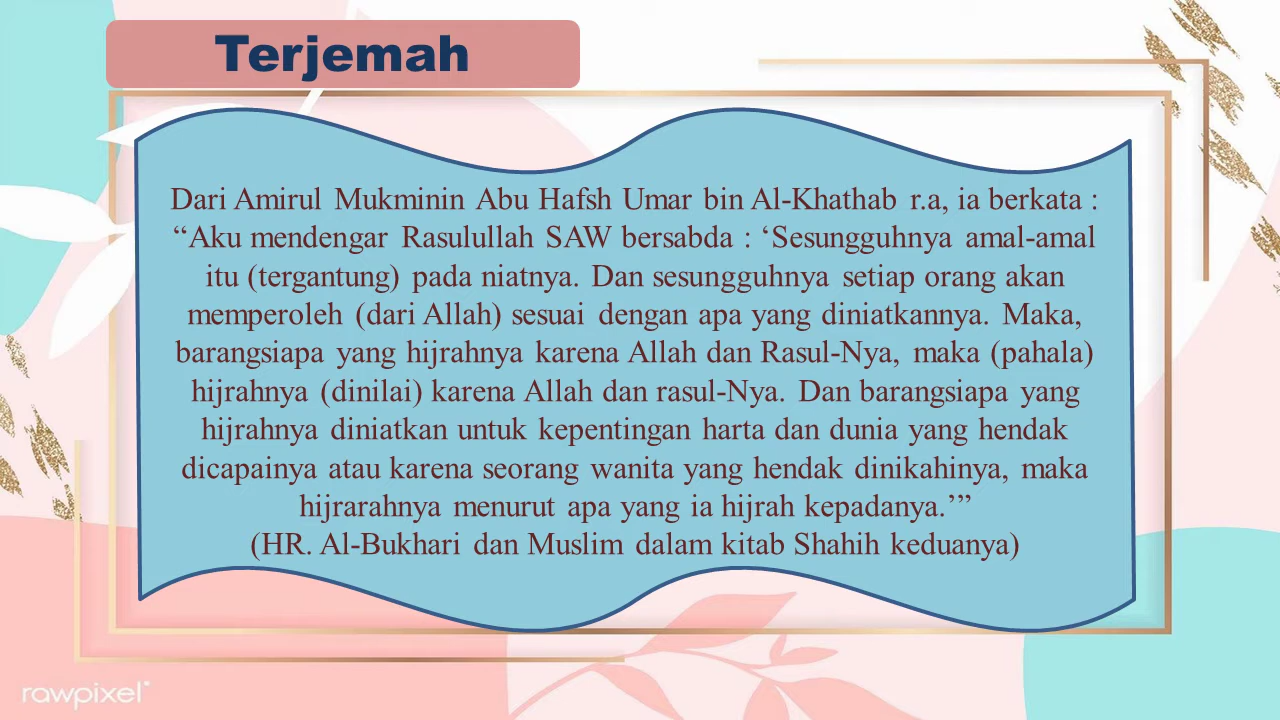 Terjemah
Dari Amirul Mukminin Abu Hafsh Umar bin Al-Khathab r.a, ia berkata :
“Aku mendengar Rasulullah SAW bersabda : ‘Sesungguhnya amal-amal
itu (tergantung) pada niatnya. Dan sesungguhnya setiap orang akan
memperoleh (dari Allah) sesuai dengan apa yang diniatkannya. Maka,
barangsiapa yang hijrahnya karena Allah dan Rasul-Nya, maka (pahala)
hijrahnya (dinilai) karena Allah dan rasul-Nya. Dan barangsiapa yang
hijrahnya diniatkan untuk kepentingan harta dan dunia yang hendak
dicapainya atau karena seorang wanita yang hendak dinikahinya, maka
hijrarahnya menurut apa yang ia hijrah kepadanya.’”
(HR. Al-Bukhari dan Muslim dalam kitab Shahih keduanya)
rawpixel